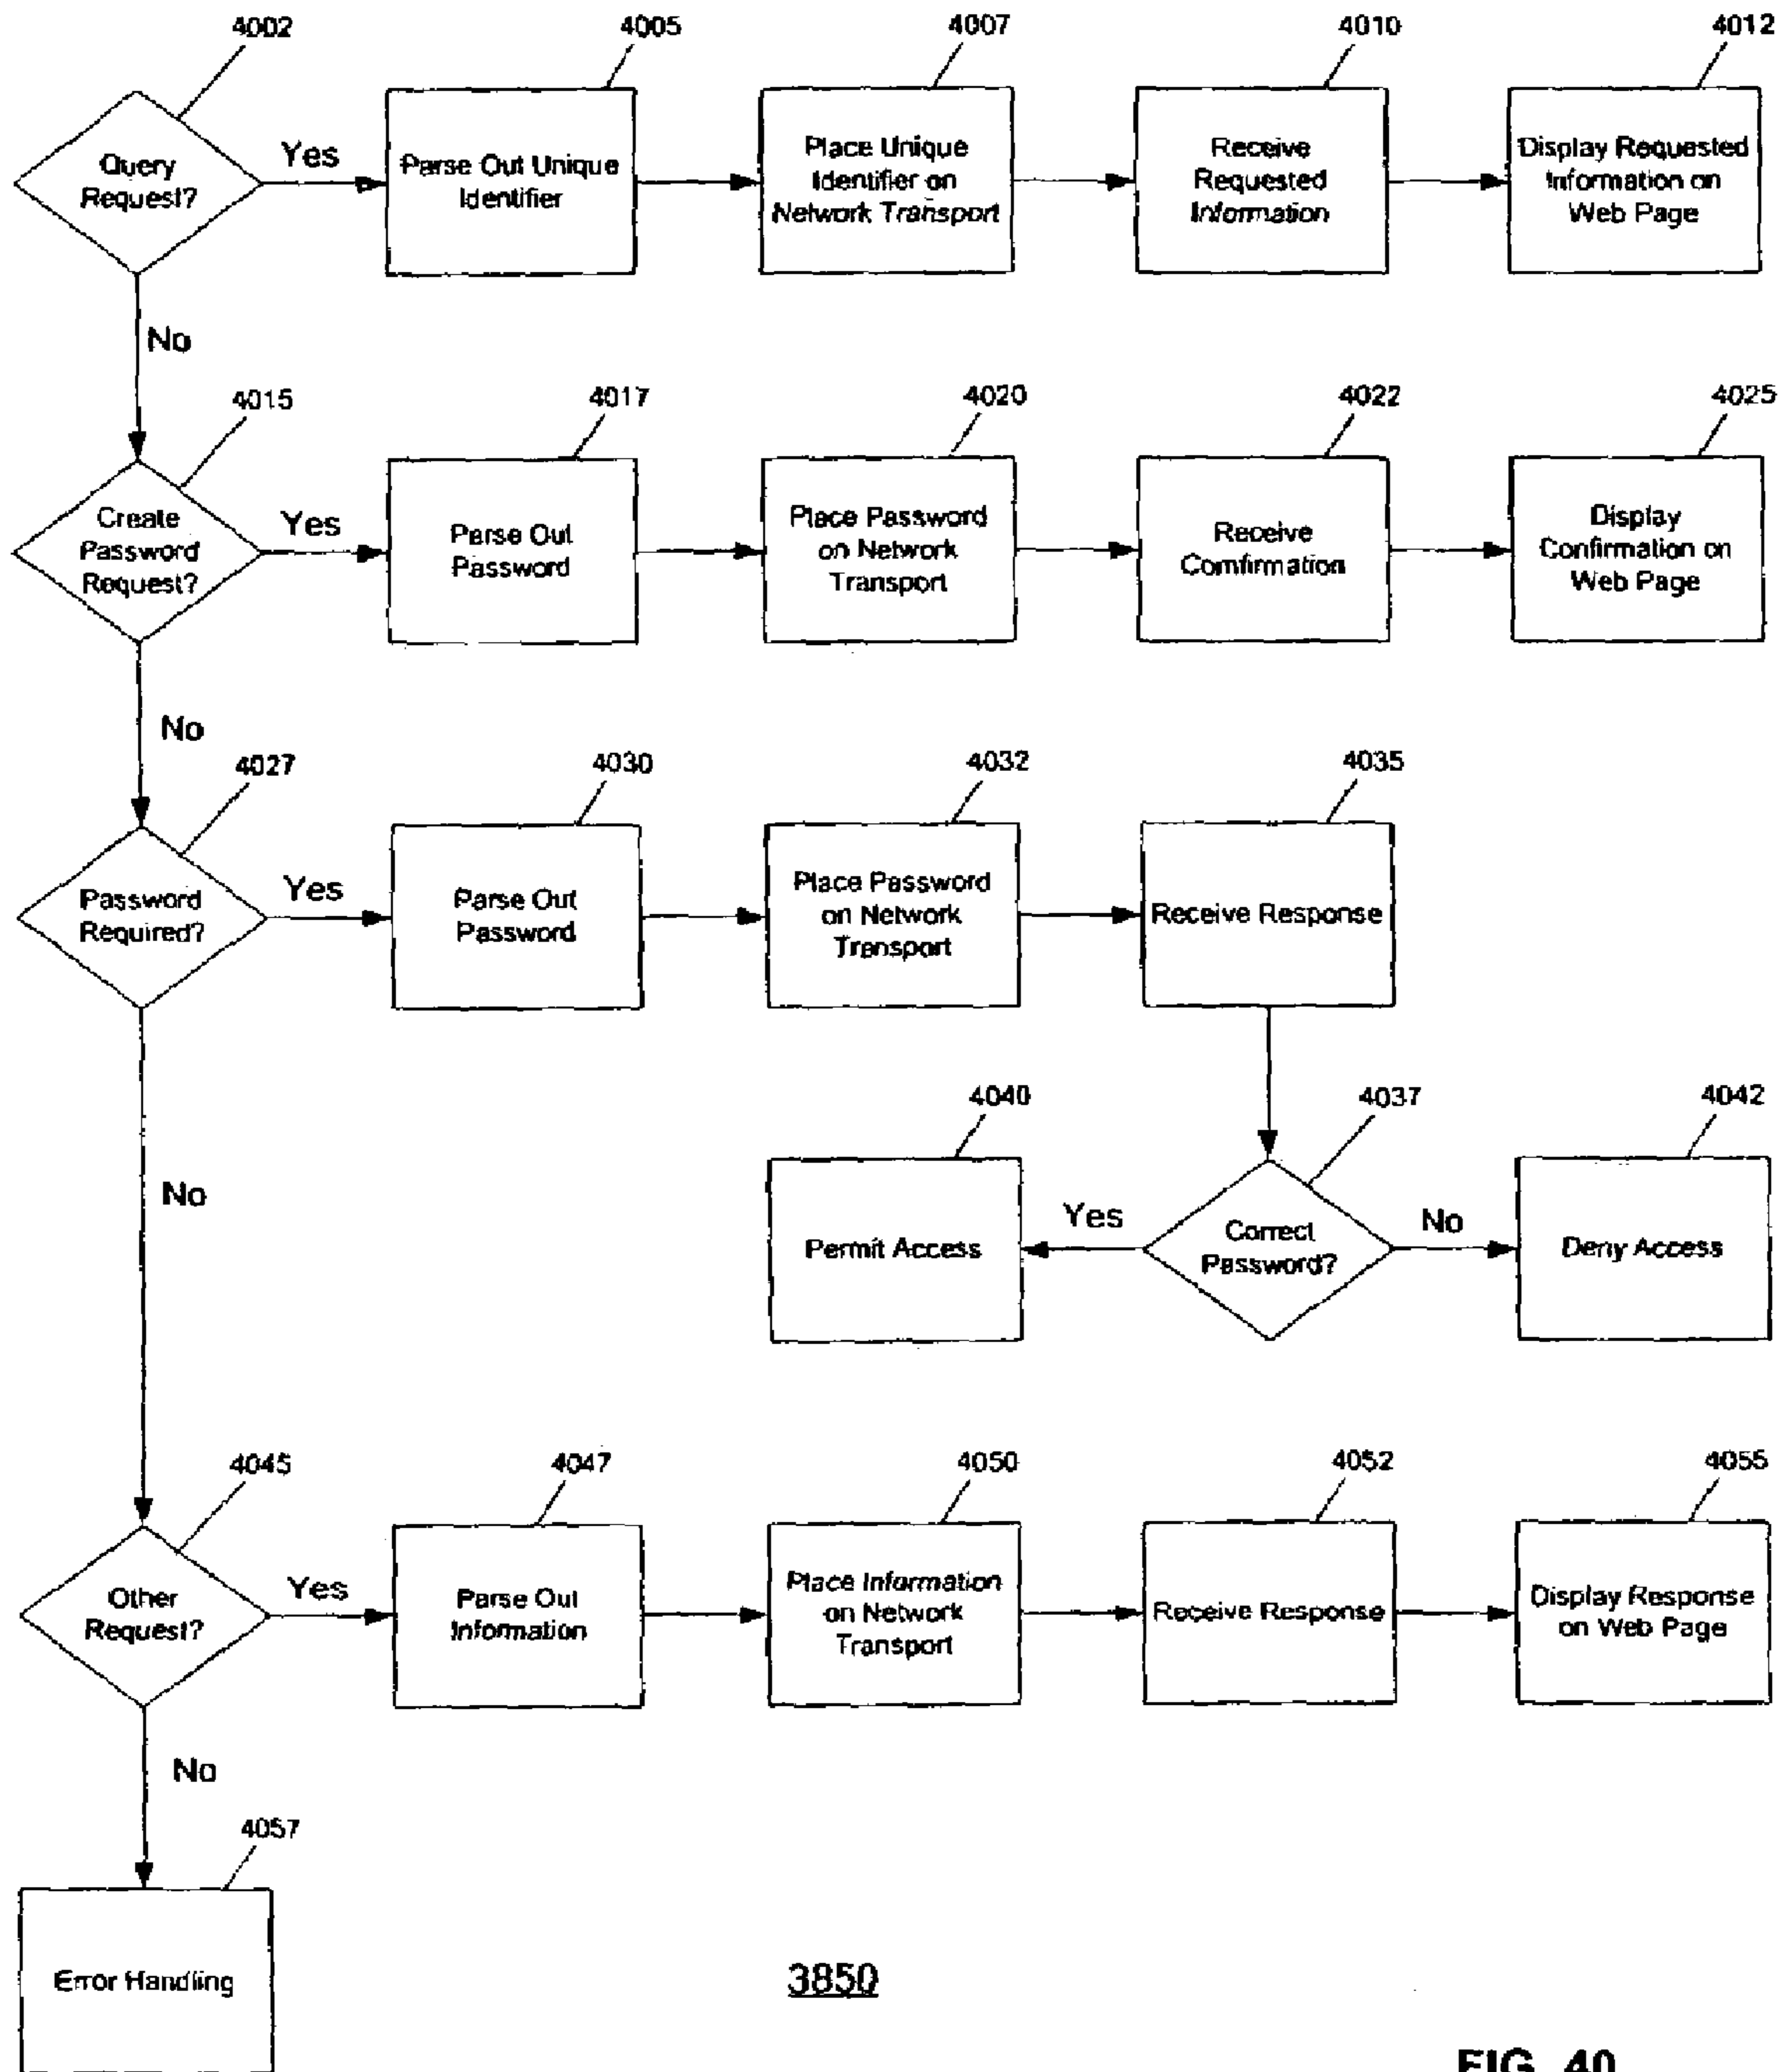 4002
4005
4007
4010
4012
Query
Request?
Yes
Parse Out Unique
Identifier
Place Unique
Identifier on
Network Transport
Receive
Requested
Information
Display Requested
Information on
Web Page
No
4015
4017
4020
4022
4025
Create
Password
Request?
Yes
Parse Out
Password
Place Password
on Network
Transport
Receive
Comfirmation
Display
Confirmation on
Web Page
No
4027
4030
4032
4035
Password
Required?
Yes
Parse Out
Password
Place Password
on Network
Transport
Receive Response
No
4040
4037
4042
Permit Access
Yes
Correct
Password?
No
Deny Access
4045
4047
4050
4052
4055
Other
Request?
Yes
Parse Out
Information
Place Information
on Network
Transport
Receive Response
Display Response
on Web Page
No
4057
Error Handling
3850
FIG. 40